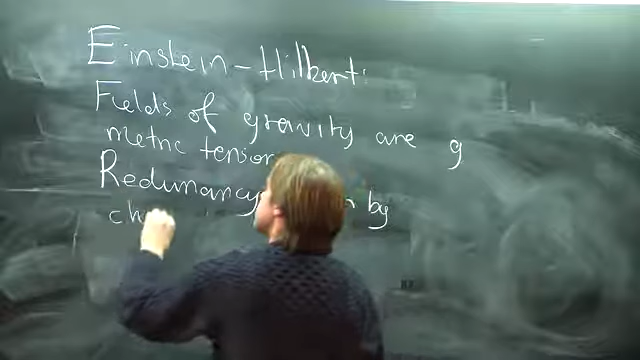 Einstein-Hilbert:
Fields of gravity are g
metric tensor
Redundancy by
ch